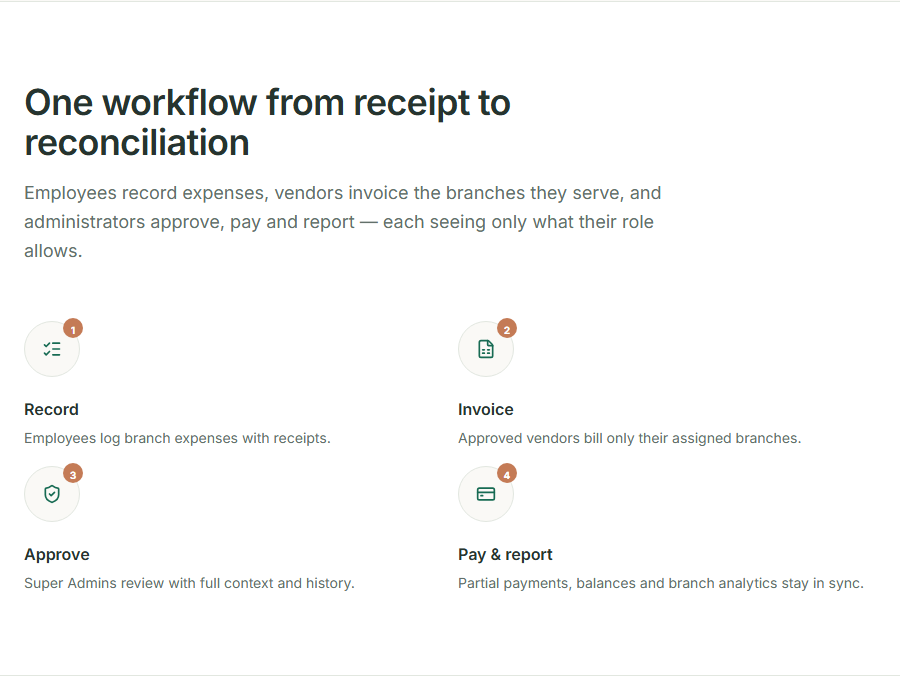 One workflow from receipt to
reconciliation
Employees record expenses, vendors invoice the branches they serve, and
administrators approve, pay and report — each seeing only what their role
allows.
1
2
Record
Invoice
Employees log branch expenses with receipts.
Approved vendors bill only their assigned branches.
3
4
Approve
Pay & report
Super Admins review with full context and history.
Partial payments, balances and branch analytics stay in sync.